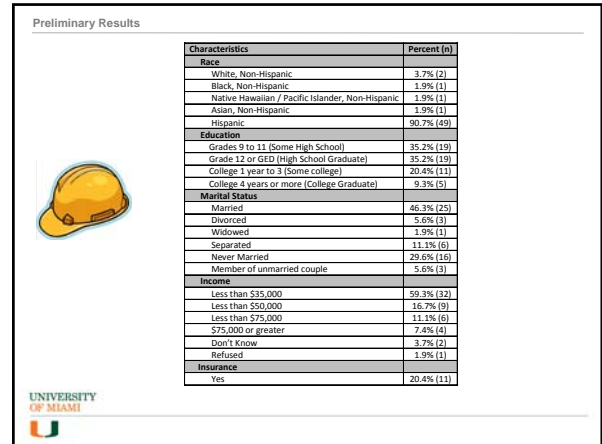 Preliminary Results
Characteristics Percent (n)
Race
White, Non-Hispanic 3.7% (2)
Black, Non-Hispanic 1.9% (1)
Native Hawaiian / Pacific Islander, Non-Hispanic 1.9% (1)
Asian, Non-Hispanic 1.9% (1)
Hispanic 90.7% (49)
Education
Grades 9 to 11 (Some High School) 35.2% (19)
Grade 12 or GED (High School Graduate) 35.2% (19)
College 1 year to 3 (Some college) 20.4% (11)
College 4 years or more (College Graduate) 9.3% (5)
Marital Status
Married 46.3% (25)
Divorced 5.6% (3)
Widowed 1.9% (1)
Separated 11.1% (6)
Never Married 29.6% (16)
Member of unmarried couple 5.6% (3)
Income
Less than $35,000 59.3% (32)
Less than $50,000 16.7% (9)
Less than $75,000 11.1% (6)
$75,000 or greater 7.4% (4)
Don't Know 3.7% (2)
Refused 1.9% (1)
Insurance
Yes 20.4% (11)
UNIVERSITY
OF MIAMI